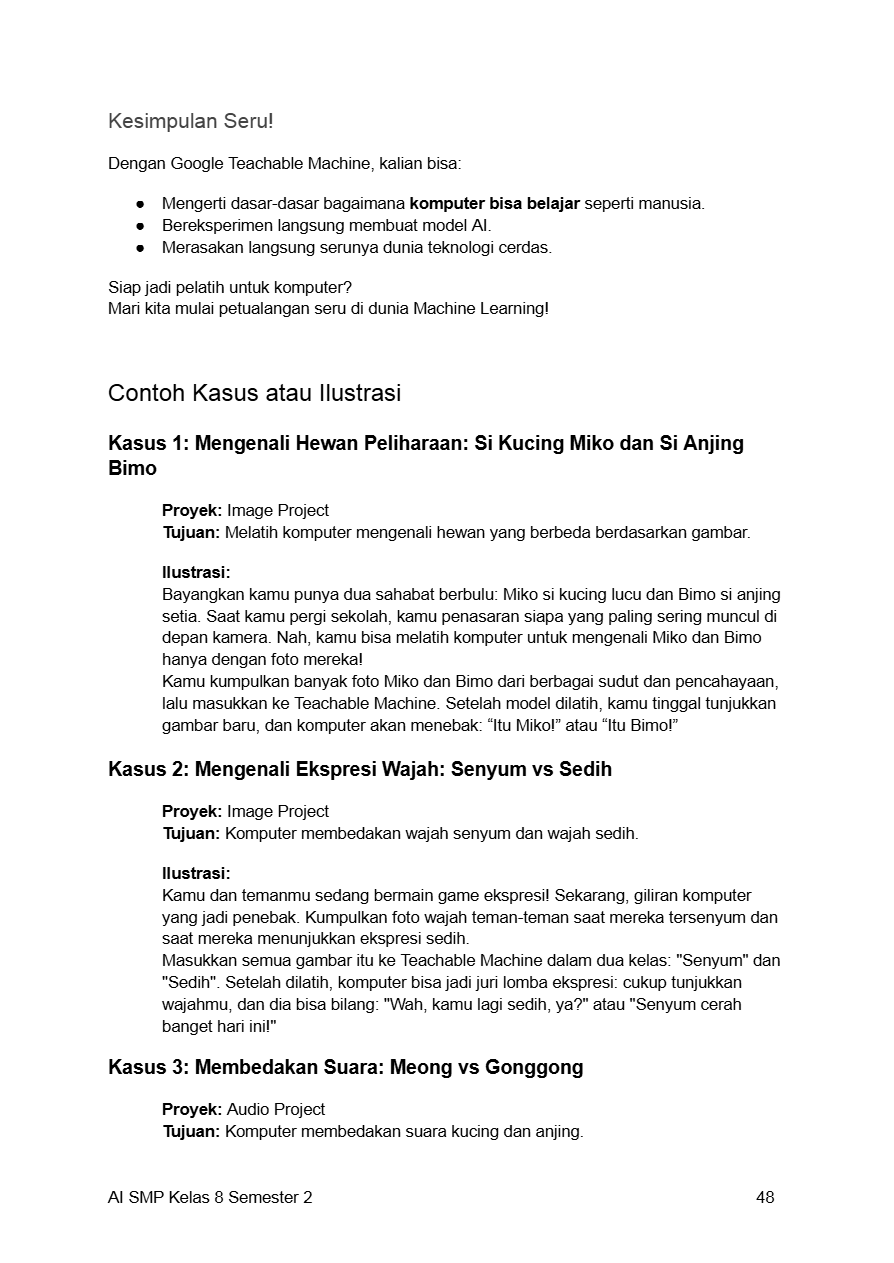 Kesimpulan Seru!
Dengan Google Teachable Machine, kalian bisa:
● Mengerti dasar-dasar bagaimana komputer bisa belajar seperti manusia.
● Bereksperimen langsung membuat model AI.
● Merasakan langsung serunya dunia teknologi cerdas.
Siap jadi pelatih untuk komputer?
Mari kita mulai petualangan seru di dunia Machine Learning!
Contoh Kasus atau Ilustrasi
Kasus 1: Mengenali Hewan Peliharaan: Si Kucing Miko dan Si Anjing
Bimo
Proyek: Image Project
Tujuan: Melatih komputer mengenali hewan yang berbeda berdasarkan gambar.
Ilustrasi:
Bayangkan kamu punya dua sahabat berbulu: Miko si kucing lucu dan Bimo si anjing
setia. Saat kamu pergi sekolah, kamu penasaran siapa yang paling sering muncul di
depan kamera. Nah, kamu bisa melatih komputer untuk mengenali Miko dan Bimo
hanya dengan foto mereka!
Kamu kumpulkan banyak foto Miko dan Bimo dari berbagai sudut dan pencahayaan,
lalu masukkan ke Teachable Machine. Setelah model dilatih, kamu tinggal tunjukkan
gambar baru, dan komputer akan menebak: “Itu Miko!” atau “Itu Bimo!”
Kasus 2: Mengenali Ekspresi Wajah: Senyum vs Sedih
Proyek: Image Project
Tujuan: Komputer membedakan wajah senyum dan wajah sedih.
Ilustrasi:
Kamu dan temanmu sedang bermain game ekspresi! Sekarang, giliran komputer
yang jadi penebak. Kumpulkan foto wajah teman-teman saat mereka tersenyum dan
saat mereka menunjukkan ekspresi sedih.
Masukkan semua gambar itu ke Teachable Machine dalam dua kelas: "Senyum" dan
"Sedih". Setelah dilatih, komputer bisa jadi juri lomba ekspresi: cukup tunjukkan
wajahmu, dan dia bisa bilang: "Wah, kamu lagi sedih, ya?" atau "Senyum cerah
banget hari ini!"
Kasus 3: Membedakan Suara: Meong vs Gonggong
Proyek: Audio Project
Tujuan: Komputer membedakan suara kucing dan anjing.
AI SMP Kelas 8 Semester 2 48